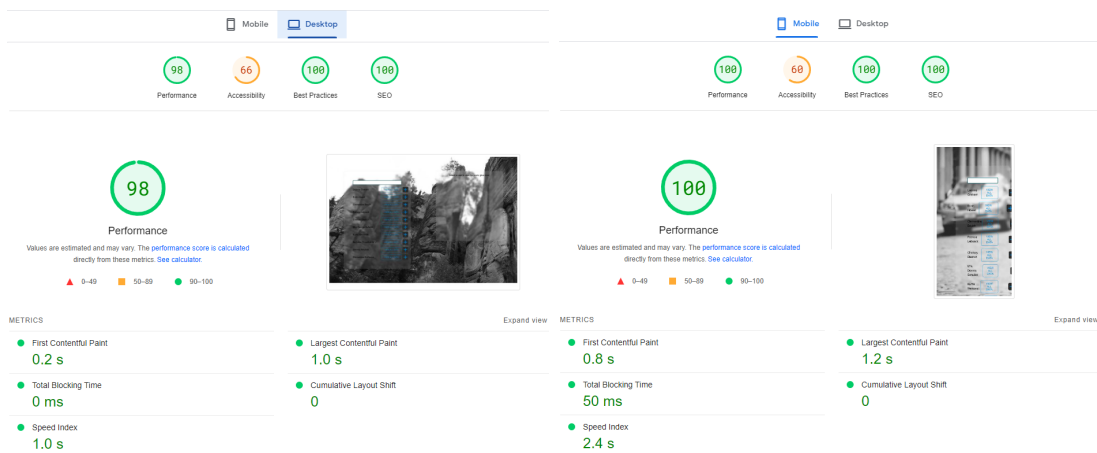 Mobile Desktop
98 66 100 100
Performance Accessibility Best Practices SEO
98
Performance
Values are estimated and may vary. The performance score is calculated
directly from these metrics. See calculator.
0–49 50–89 90–100
METRICS
Expand view
First Contentful Paint
0.2 s
Largest Contentful Paint
1.0 s
Total Blocking Time
0 ms
Cumulative Layout Shift
0
Speed Index
1.0 s
Mobile Desktop
100 60 100 100
Performance Accessibility Best Practices SEO
100
Performance
Values are estimated and may vary. The performance score is calculated
directly from these metrics. See calculator.
0–49 50–89 90–100
METRICS
Expand view
First Contentful Paint
0.8 s
Largest Contentful Paint
1.2 s
Total Blocking Time
50 ms
Cumulative Layout Shift
0
Speed Index
2.4 s